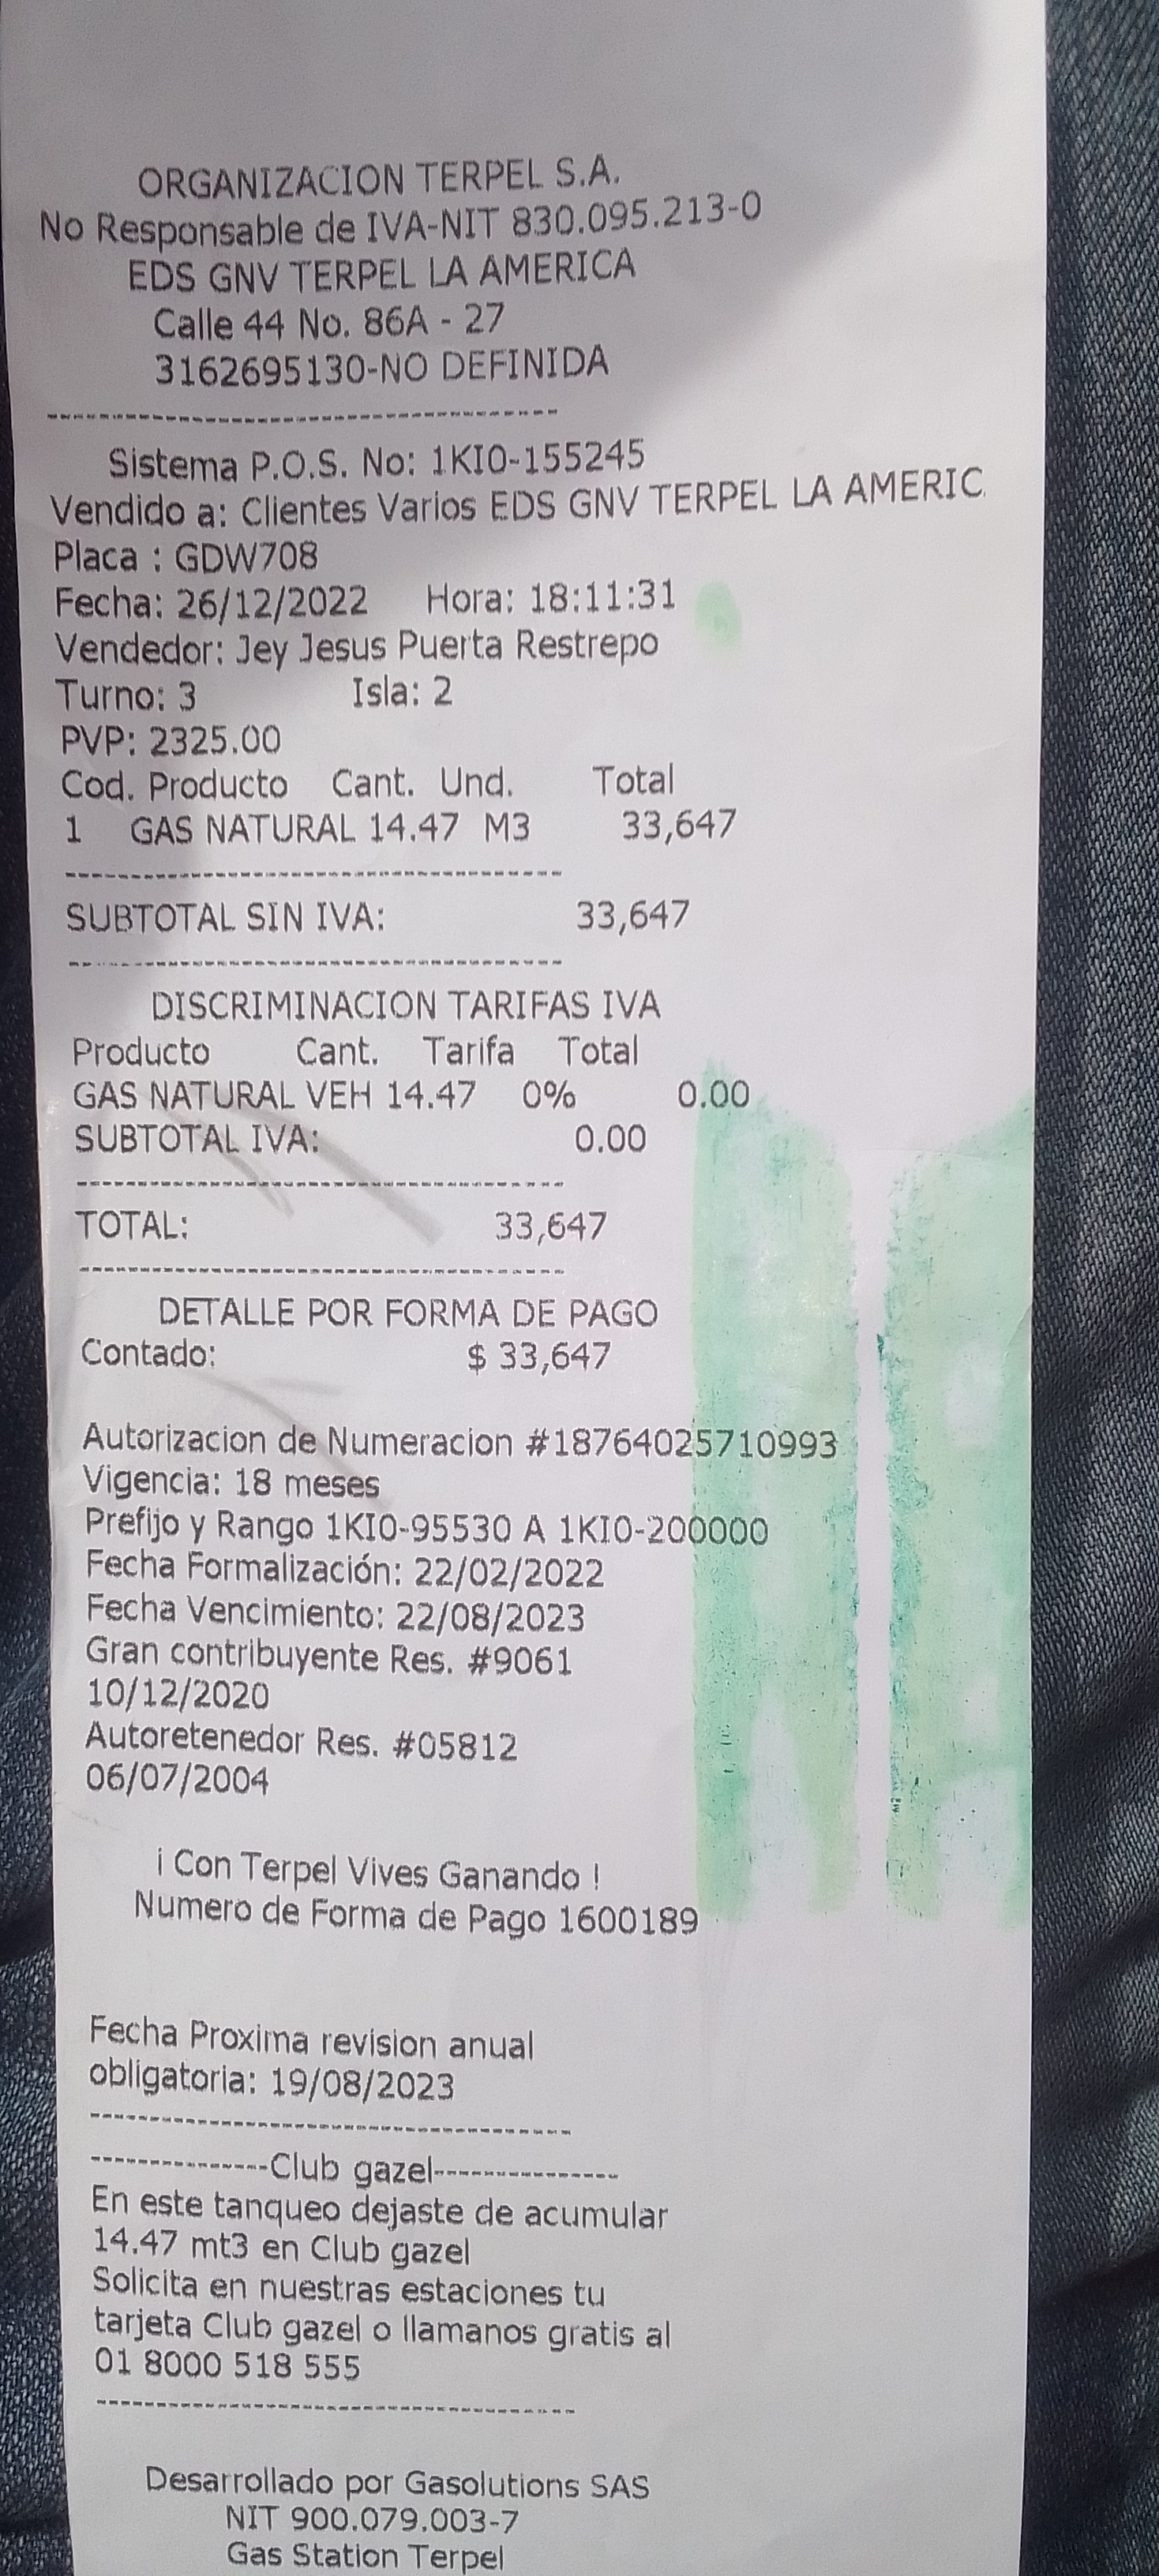 ORGANIZACION TERPEL S.A.
No Responsable de IVA-NIT 830.095.213-0
EDS GNV TERPEL LA AMERICA
Calle 44 No. 86A - 27
3162695130-NO DEFINIDA
----------------------------------------
Sistema P.O.S. No: 1KI0-155245
Vendido a: Clientes Varios EDS GNV TERPEL LA AMERIC
Placa : GDW708
Fecha: 26/12/2022 Hora: 18:11:31
Vendedor: Jey Jesus Puerta Restrepo
Turno: 3 Isla: 2
PVP: 2325.00
Cod. Producto Cant. Und. Total
1 GAS NATURAL 14.47 M3 33,647
----------------------------------------
SUBTOTAL SIN IVA: 33,647
----------------------------------------
DISCRIMINACION TARIFAS IVA
Producto Cant. Tarifa Total
GAS NATURAL VEH 14.47 0% 0.00
SUBTOTAL IVA: 0.00
----------------------------------------
TOTAL: 33,647
----------------------------------------
DETALLE POR FORMA DE PAGO
Contado: $ 33,647
Autorizacion de Numeracion #18764025710993
Vigencia: 18 meses
Prefijo y Rango 1KI0-95530 A 1KI0-200000
Fecha Formalización: 22/02/2022
Fecha Vencimiento: 22/08/2023
Gran contribuyente Res. #9061
10/12/2020
Autoretenedor Res. #05812
06/07/2004
¡ Con Terpel Vives Ganando !
Numero de Forma de Pago 1600189
Fecha Proxima revision anual
obligatoria: 19/08/2023
----------------------------------------
---------------Club gazel---------------
En este tanqueo dejaste de acumular
14.47 mt3 en Club gazel
Solicita en nuestras estaciones tu
tarjeta Club gazel o llamanos gratis al
01 8000 518 555
----------------------------------------
Desarrollado por Gasolutions SAS
NIT 900.079.003-7
Gas Station Terpel